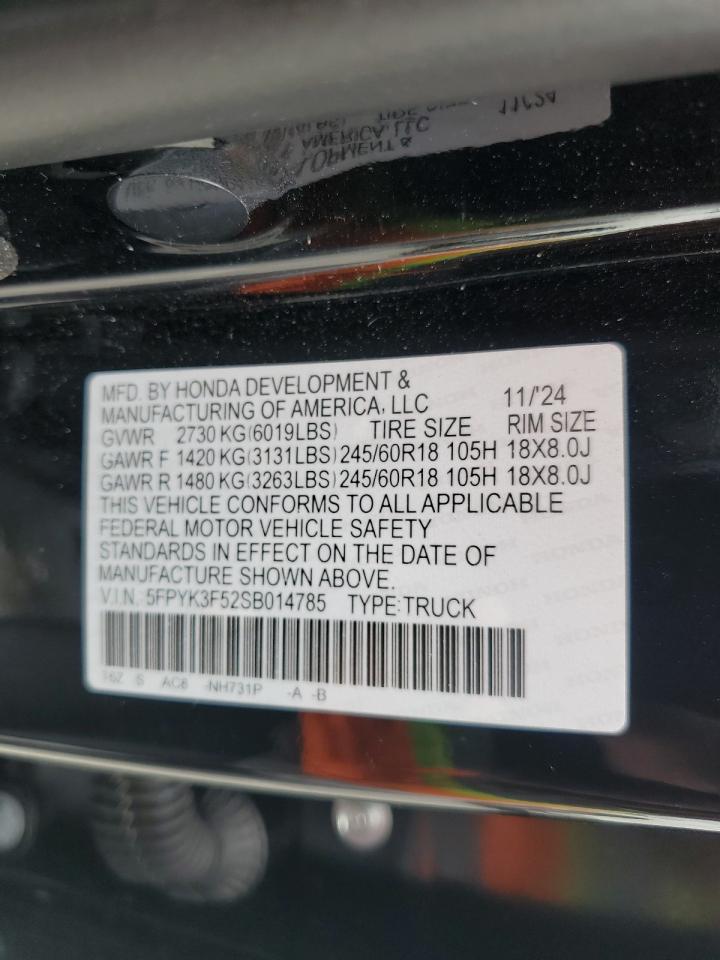 MFD. BY HONDA DEVELOPMENT &
MANUFACTURING OF AMERICA, LLC 11/'24
GVWR 2730 KG(6019LBS) TIRE SIZE RIM SIZE
GAWR F 1420 KG(3131LBS) 245/60R18 105H 18X8.0J
GAWR R 1480 KG(3263LBS) 245/60R18 105H 18X8.0J
THIS VEHICLE CONFORMS TO ALL APPLICABLE
FEDERAL MOTOR VEHICLE SAFETY
STANDARDS IN EFFECT ON THE DATE OF
MANUFACTURE SHOWN ABOVE.
V.I.N.: 5FPYK3F52SB014785 TYPE:TRUCK
S AC8 -NH731P -A -B